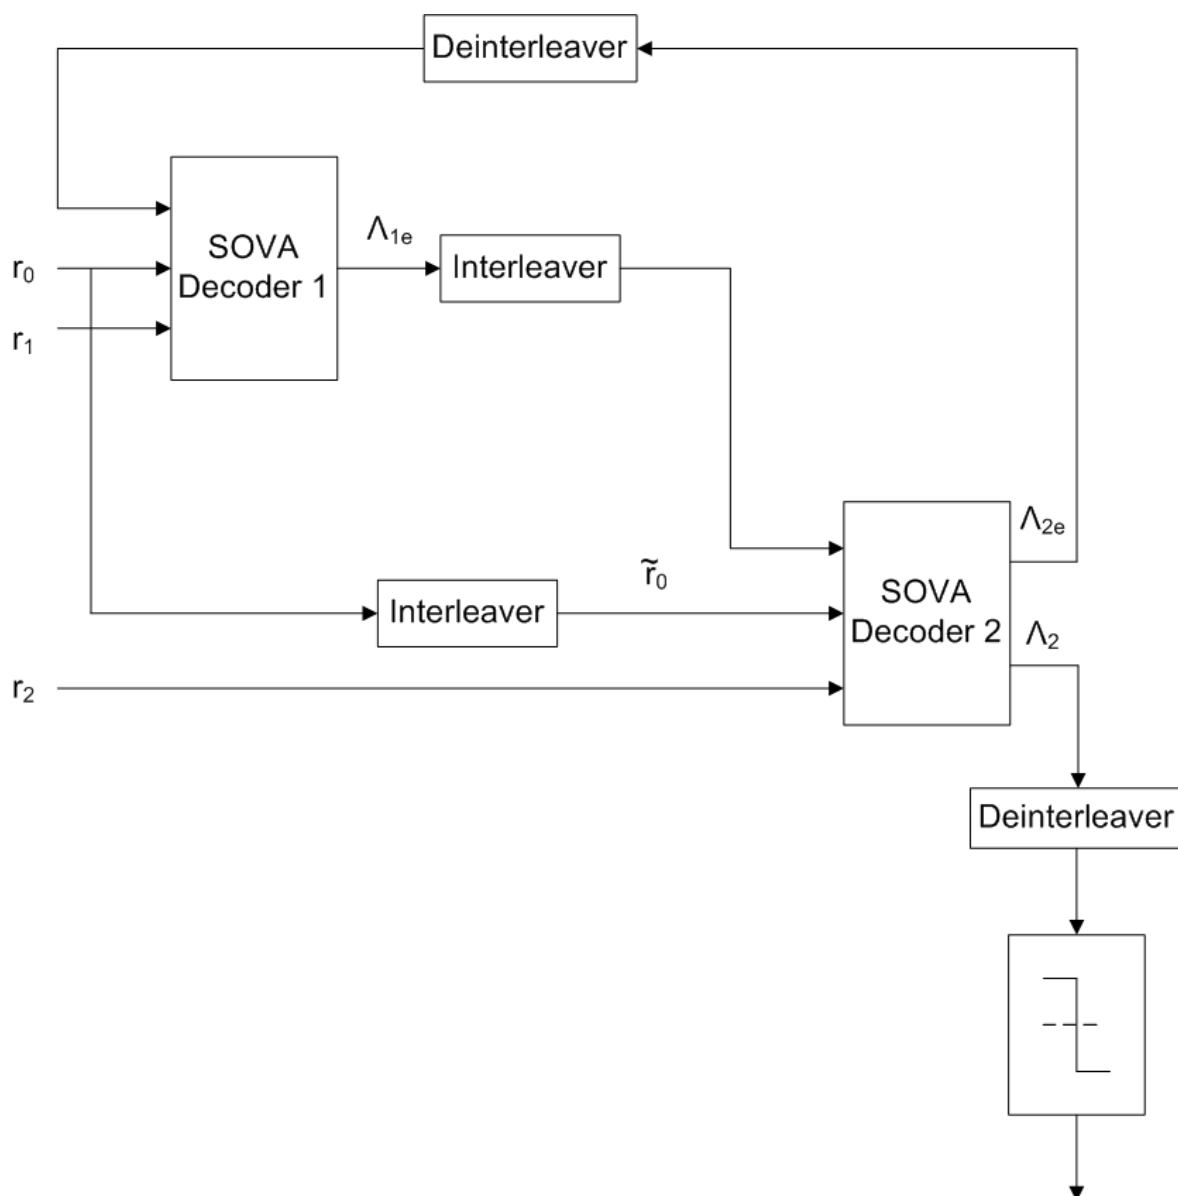 Deinterleaver
SOVA
Decoder 1
Λ₁ₑ
Interleaver
r₀
r₁
Λ₂ₑ
r̃₀
SOVA
Decoder 2
Interleaver
Λ₂
r₂
Deinterleaver